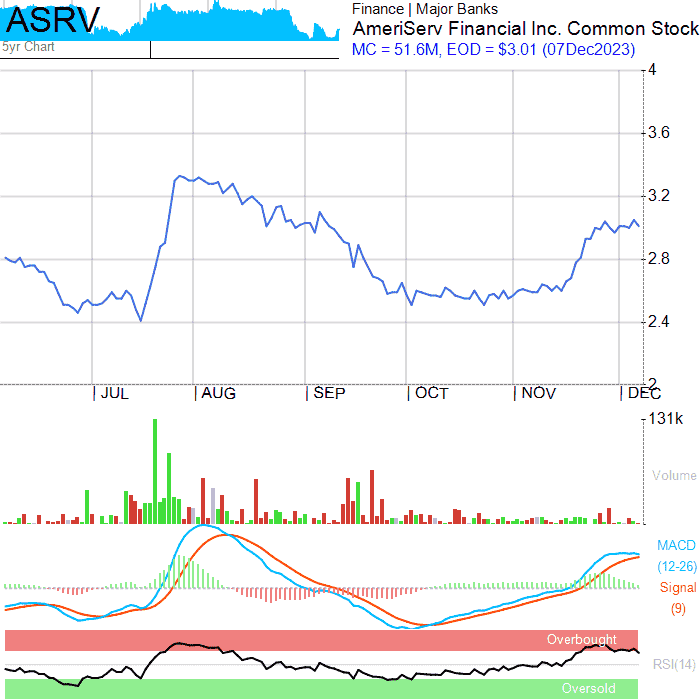 ASRV
5yr Chart
Finance | Major Banks
AmeriServ Financial Inc. Common Stock
MC = 51.6M, EOD = $3.01 (07Dec2023)
4
3.6
3.2
2.8
2.4
2
JUL AUG SEP OCT NOV DEC
131k
Volume
MACD
(12-26)
Signal
(9)
Overbought
RSI(14)
Oversold